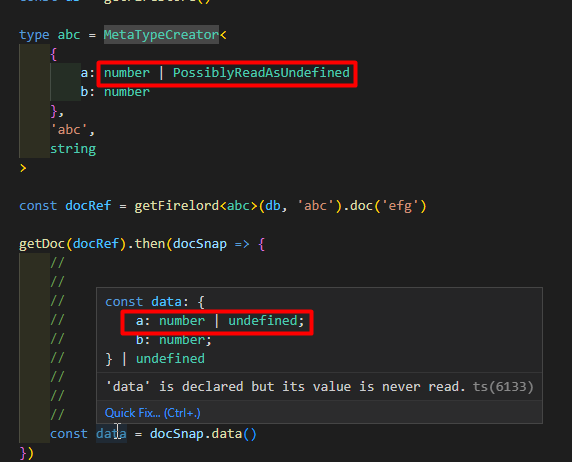 type abc = MetaTypeCreator<
{
a: number | PossiblyReadAsUndefined
b: number
},
'abc',
string
>
const docRef = getFirelord<abc>(db, 'abc').doc('efg')
getDoc(docRef).then(docSnap => {
//
//
//
const data: {
//
a: number | undefined;
//
b: number;
//
} | undefined
//
'data' is declared but its value is never read. ts(6133)
//
Quick Fix... (Ctrl+.)
const data = docSnap.data()
})